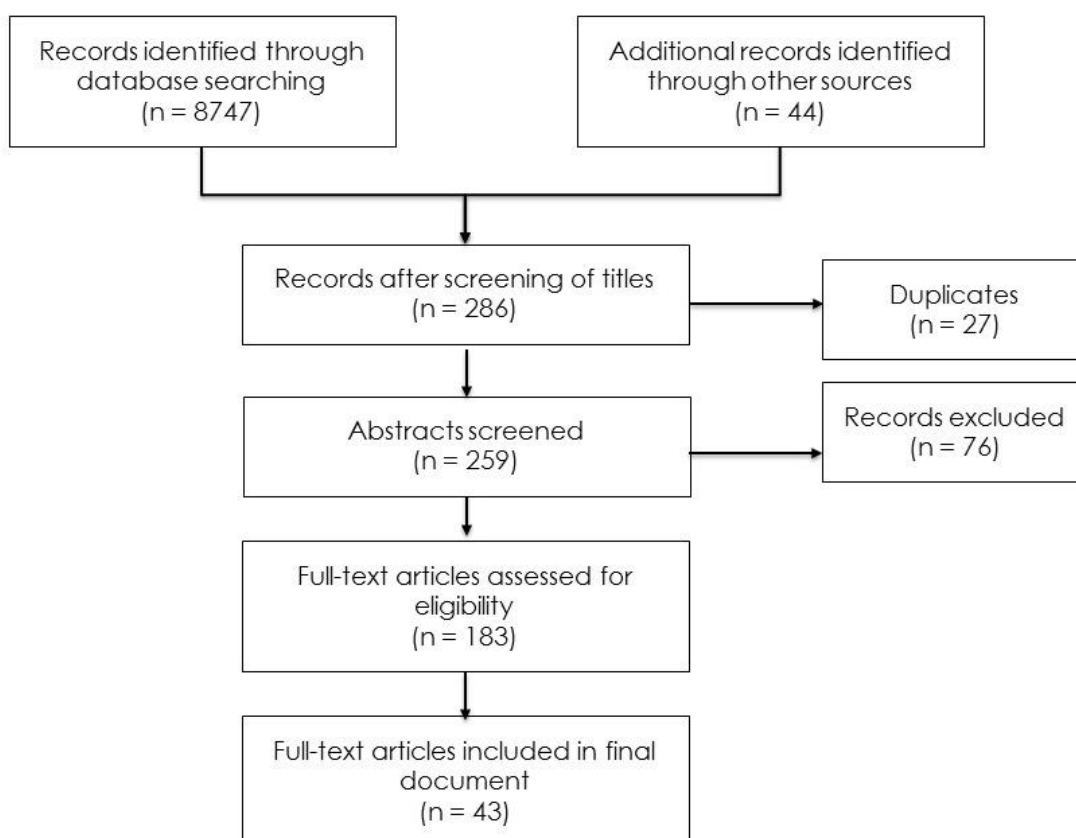 Records identified through
database searching
(n = 8747)
Additional records identified
through other sources
(n = 44)
Records after screening of titles
(n = 286)
Duplicates
(n = 27)
Abstracts screened
(n = 259)
Records excluded
(n = 76)
Full-text articles assessed for
eligibility
(n = 183)
Full-text articles included in final
document
(n = 43)